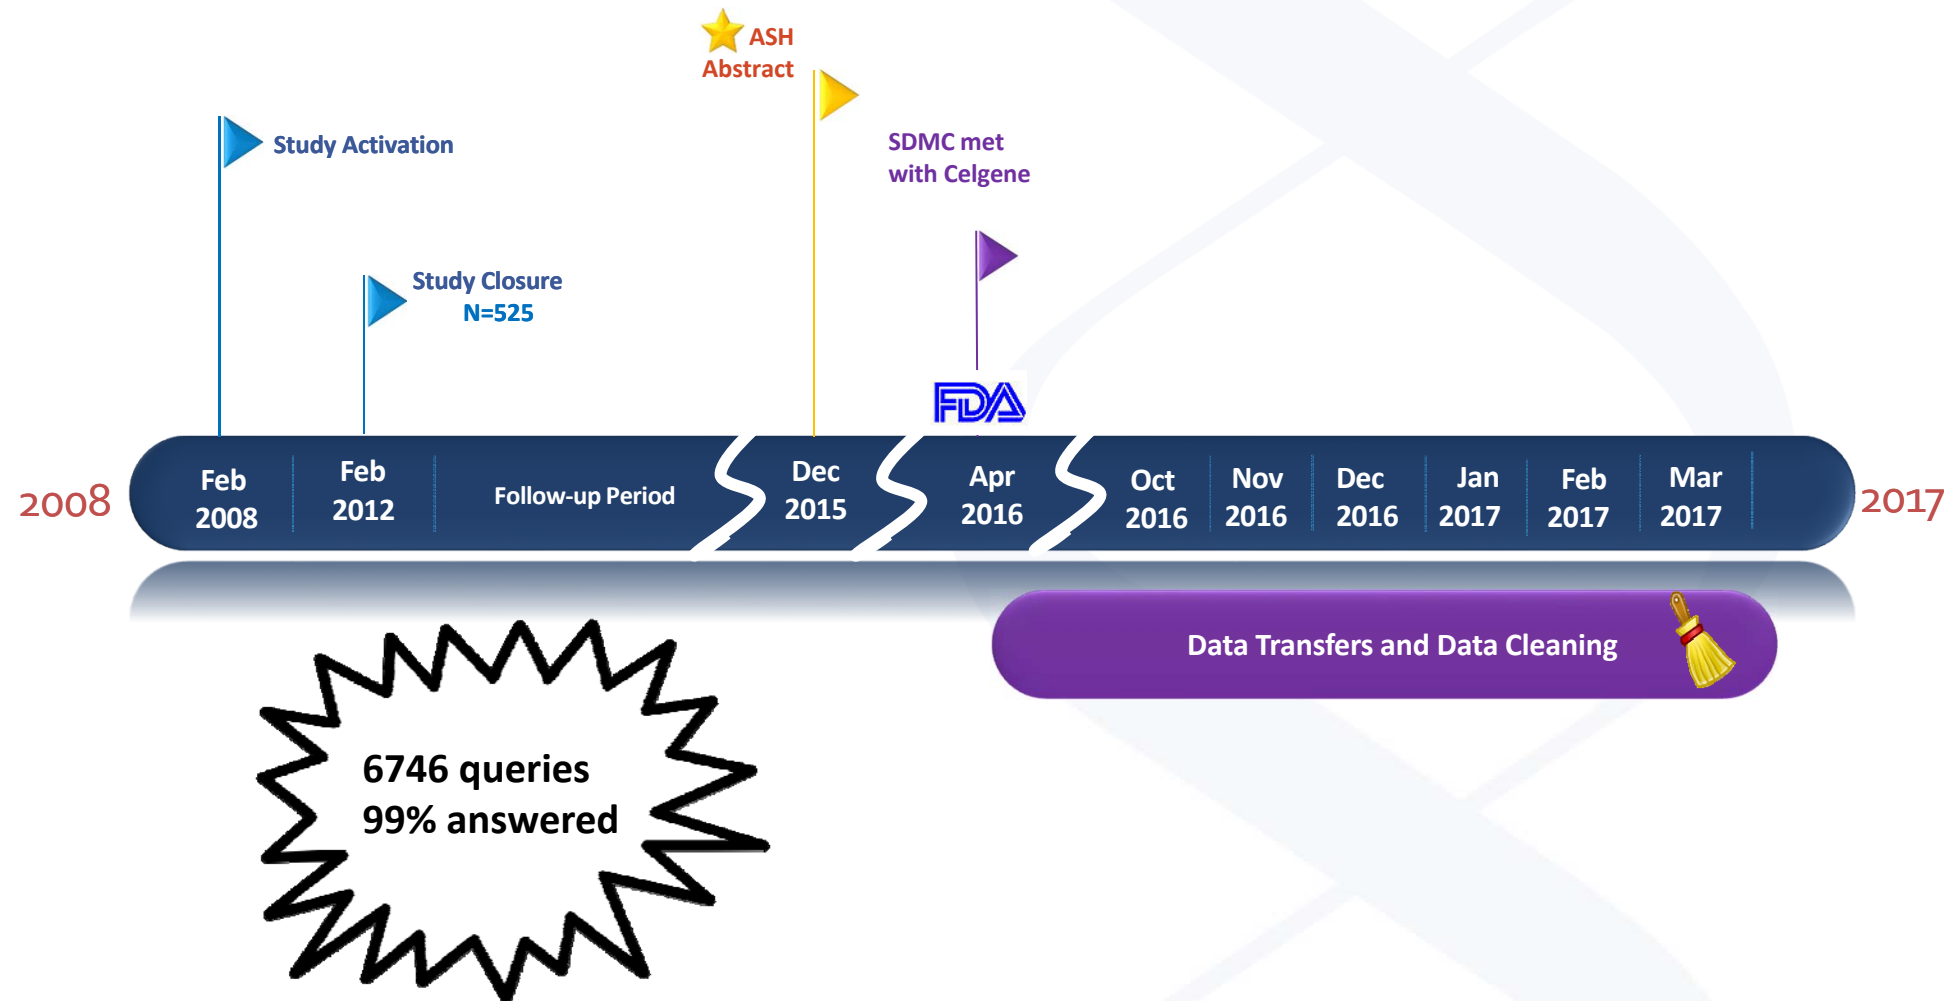 ASH
Abstract
Study Activation
SDMC met
with Celgene
Study Closure
N=525
FDA
2008
Feb
2008
Feb
2012
Follow-up Period
Dec
2015
Apr
2016
Oct
2016
Nov
2016
Dec
2016
Jan
2017
Feb
2017
Mar
2017
2017
Data Transfers and Data Cleaning
6746 queries
99% answered